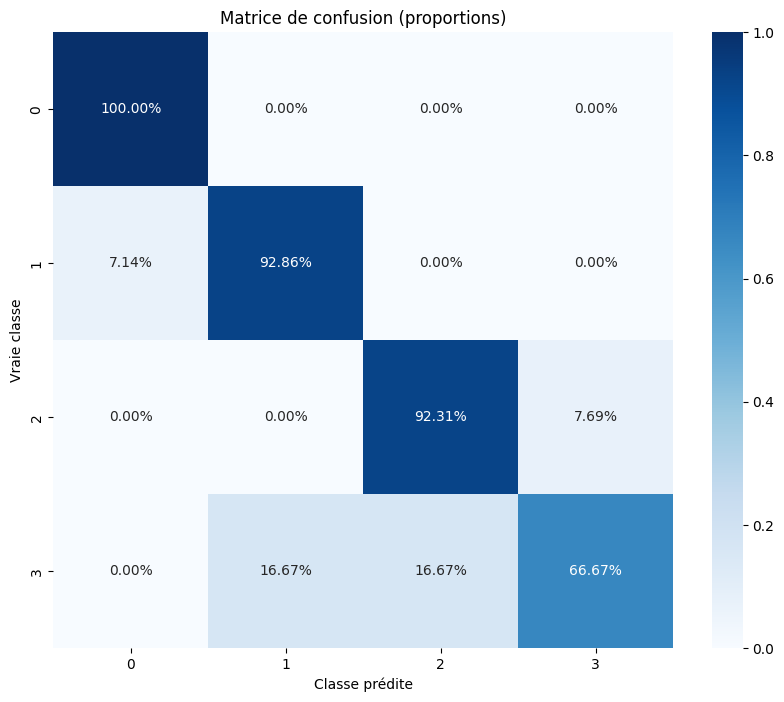 Matrice de confusion (proportions)
1.0
0
100.00% 0.00% 0.00% 0.00%
0.8
1
7.14% 92.86% 0.00% 0.00%
0.6
Vraie classe
0.4
2
0.00% 0.00% 92.31% 7.69%
0.2
3
0.00% 16.67% 16.67% 66.67%
0.0
0 1 2 3
Classe prédite